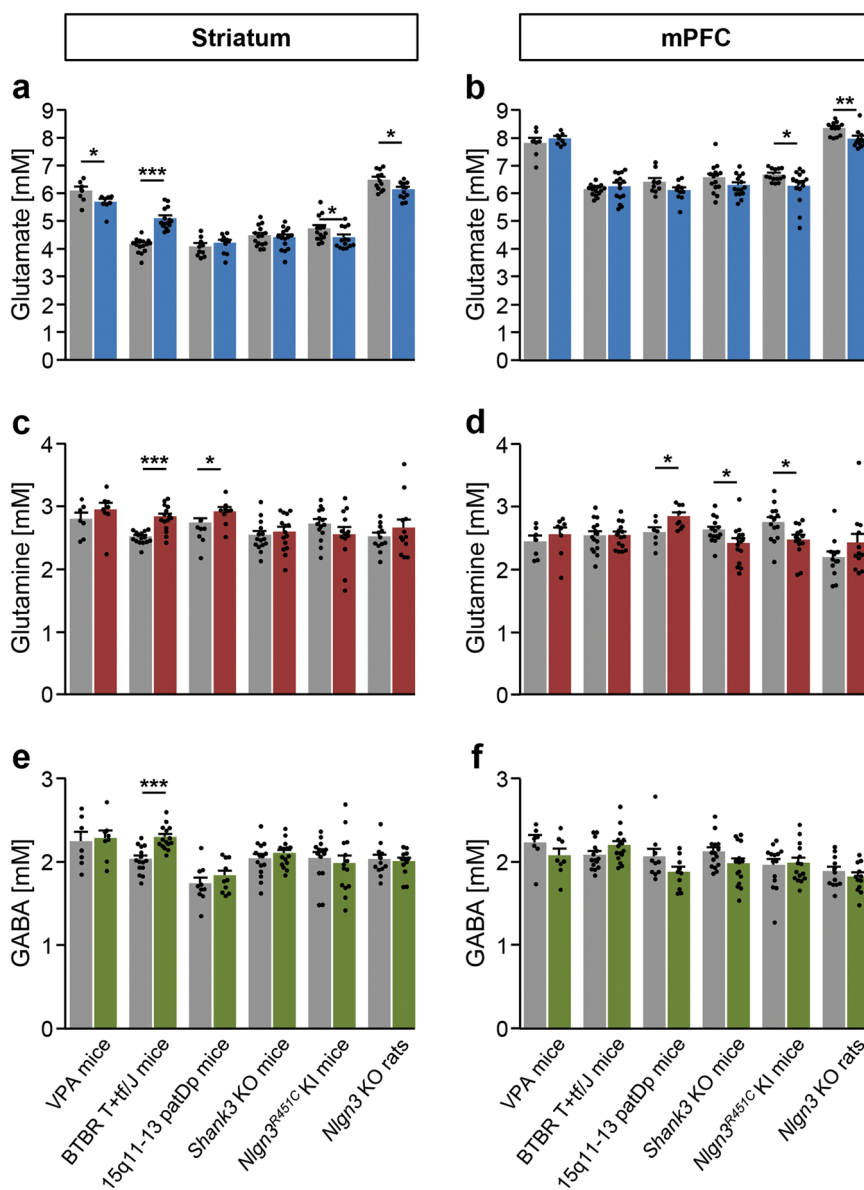 Striatum
mPFC
a
b
Glutamate [mM]
9
8
7
6
5
4
3
2
1
0
*
***
*
*
Glutamate [mM]
9
8
7
6
5
4
3
2
1
0
*
**
c
d
Glutamine [mM]
4
3
2
1
0
***
*
Glutamine [mM]
4
3
2
1
0
*
*
*
e
f
GABA [mM]
3
2
1
0
***
GABA [mM]
3
2
1
0
VPA mice
BTBR T+tf/J mice
15q11-13 patDp mice
Shank3 KO mice
Nlgn3R451C KI mice
Nlgn3 KO rats
VPA mice
BTBR T+tf/J mice
15q11-13 patDp mice
Shank3 KO mice
Nlgn3R451C KI mice
Nlgn3 KO rats